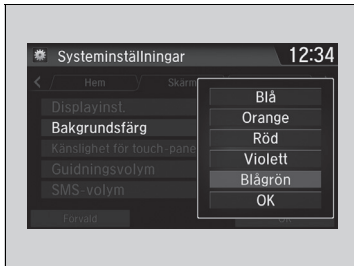 Systeminställningar 12:34
Hem Skärm
Displayinst.
Bakgrundsfärg
Känslighet för touch-pane
Guidningsvolym
SMS-volym
Förvald OK
Blå
Orange
Röd
Violett
Blågrön
OK